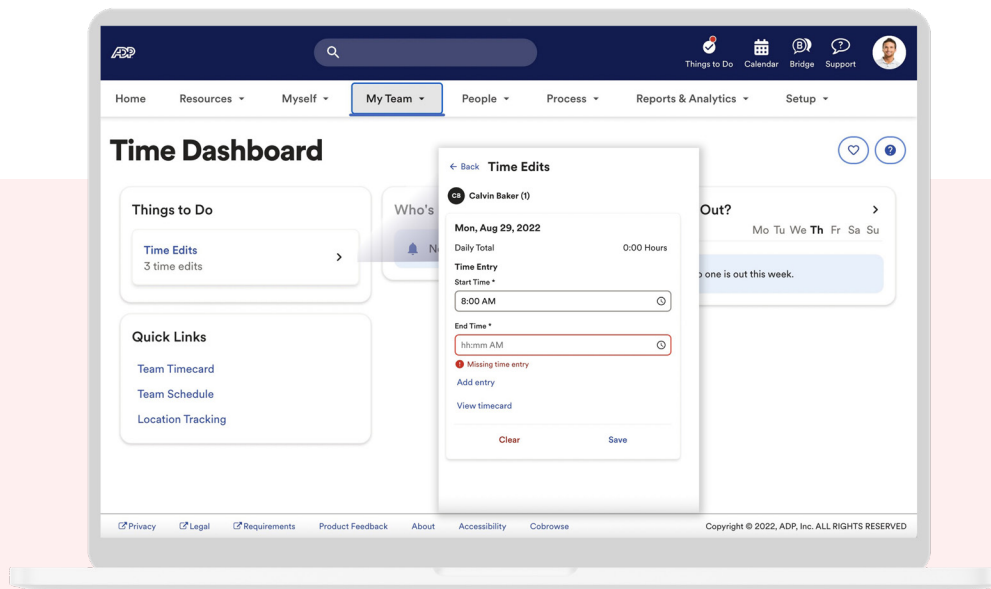 ADP
Things to Do
Calendar
B
Bridge
?
Support
Home
Resources
Myself
My Team
People
Process
Reports & Analytics
Setup
Time Dashboard
?
Things to Do
Time Edits
3 time edits
Quick Links
Team Timecard
Team Schedule
Location Tracking
Who's
Back
Time Edits
CB
Calvin Baker (1)
Mon, Aug 29, 2022
Daily Total
0:00 Hours
Time Entry
Start Time *
8:00 AM
End Time *
hh:mm AM
! Missing time entry
Add entry
View timecard
Clear
Save
Out?
Mo Tu We Th Fr Sa Su
one is out this week.
Privacy
Legal
Requirements
Product Feedback
About
Accessibility
Cobrowse
Copyright © 2022, ADP, Inc. ALL RIGHTS RESERVED